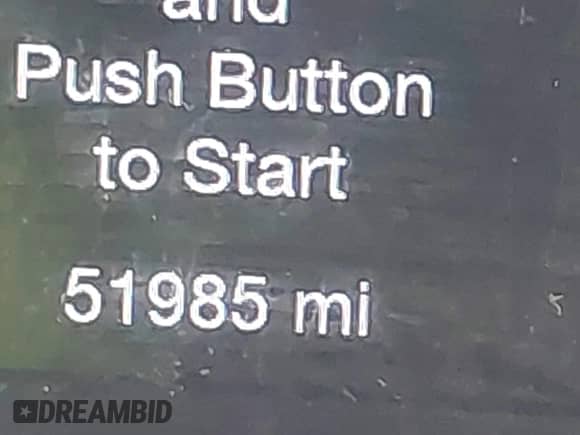 and
Push Button
to Start
51985 mi
DREAMBID